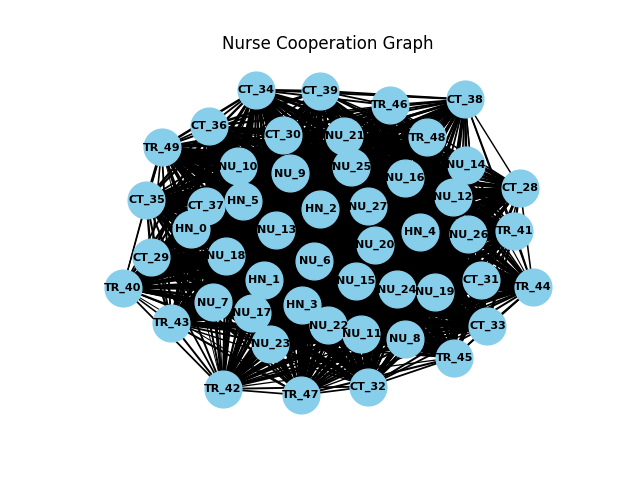 Nurse Cooperation Graph
CT_34
CT_39
CT_38
TR_46
CT_36
CT_30
NU_21
TR_48
TR_49
NU_10
NU_9
NU_25
NU_14
NU_16
CT_28
CT_35
HN_5
NU_12
CT_37
HN_2
NU_27
HN_0
NU_13
HN_4
NU_26
TR_41
NU_20
CT_29
NU_18
NU_6
HN_1
NU_15
CT_31
TR_40
NU_24
NU_19
TR_44
NU_7
NU_17
HN_3
TR_43
NU_22
CT_33
NU_11
NU_8
NU_23
TR_45
TR_42
TR_47
CT_32